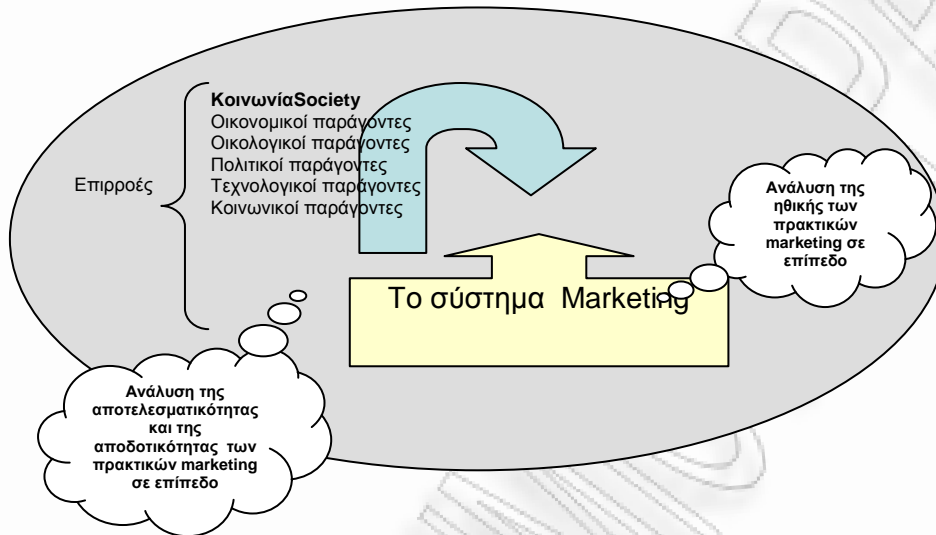 ΚοινωνίαSociety
Οικονομικοί παράγοντες
Οικολογικοί παράγοντες
Πολιτικοί παράγοντες
Επιρροές
Τεχνολογικοί παράγοντες
Κοινωνικοί παράγοντες
Ανάλυση της
ηθικής των
πρακτικών
marketing σε
επίπεδο
Το σύστημα Marketing
Ανάλυση της
αποτελεσματικότητας
και της
αποδοτικότητας των
πρακτικών marketing
σε επίπεδο